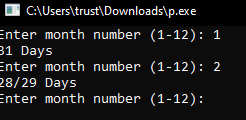 C:\Users\trust\Downloads\p.exe
Enter month number (1-12): 1
31 Days
Enter month number (1-12): 2
28/29 Days
Enter month number (1-12):